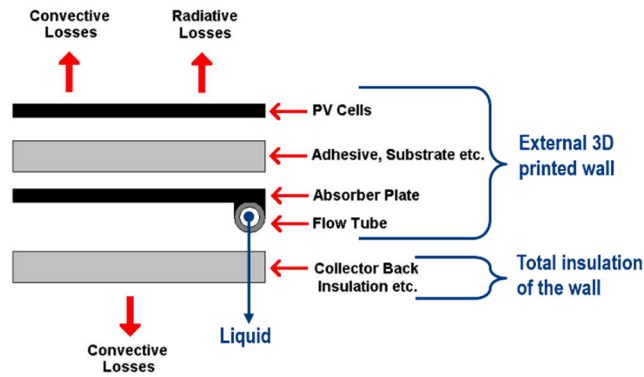 Convective
Losses
Radiative
Losses
PV Cells
Adhesive, Substrate etc.
Absorber Plate
Flow Tube
Collector Back
Insulation etc.
External 3D
printed wall
Total insulation
of the wall
Liquid
Convective
Losses